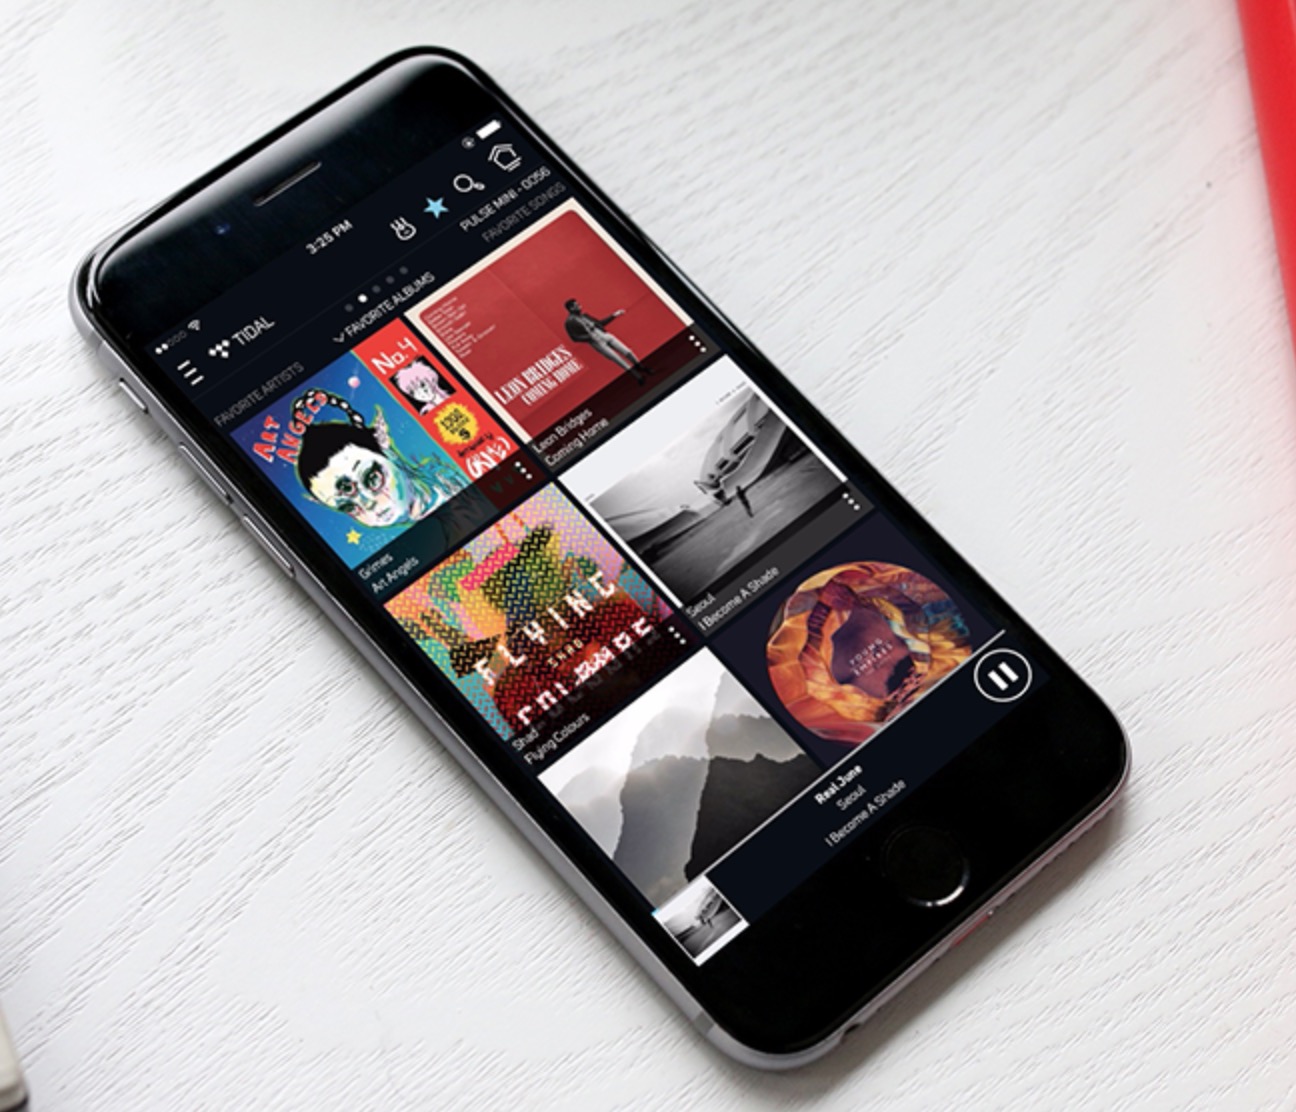 3:25 PM
TIDAL
PULSE MINI - 0056
FAVORITE ARTISTS
FAVORITE ALBUMS
FAVORITE SONGS
ART
ANGELS
No.4
Grimes
Art Angels
LEON BRIDGES
COMING HOME
Leon Bridges
Coming Home
FLYING
SHAD
Shad
Flying Colours
Seoul
I Become A Shade
YOUNG
EMPIRES
Real June
Seoul
I Become A Shade